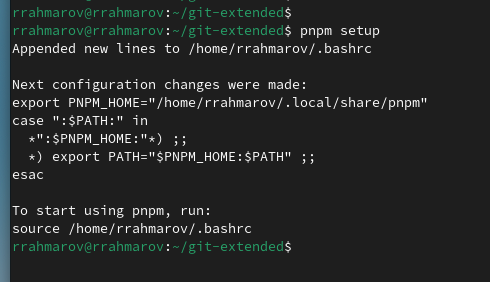 rrahmarov@rrahmarov:~/git-extended$
rrahmarov@rrahmarov:~/git-extended$ pnpm setup
Appended new lines to /home/rrahmarov/.bashrc

Next configuration changes were made:
export PNPM_HOME="/home/rrahmarov/.local/share/pnpm"
case ":$PATH:" in
  *":$PNPM_HOME:"*) ;;
  *) export PATH="$PNPM_HOME:$PATH" ;;
esac

To start using pnpm, run:
source /home/rrahmarov/.bashrc
rrahmarov@rrahmarov:~/git-extended$